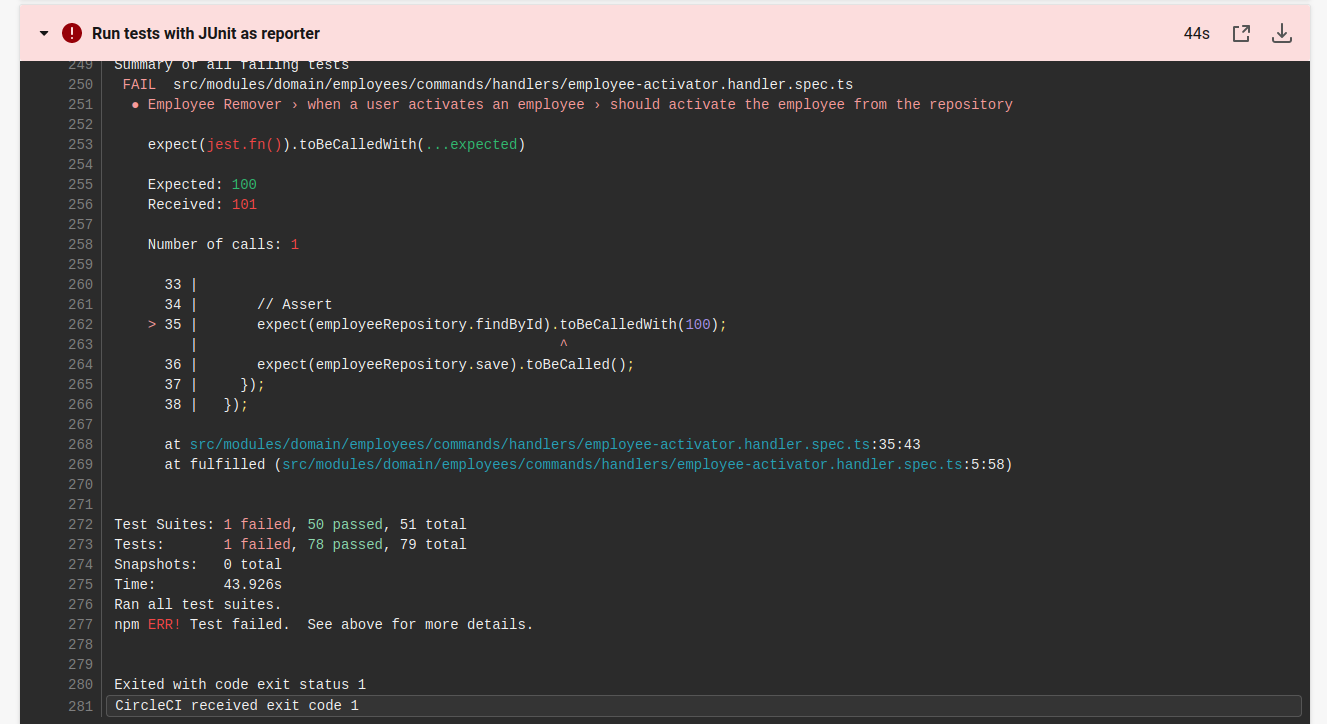 Run tests with JUnit as reporter 44s
249 Summary of all failing tests
250 FAIL src/modules/domain/employees/commands/handlers/employee-activator.handler.spec.ts
251 ● Employee Remover › when a user activates an employee › should activate the employee from the repository
252
253 expect(jest.fn()).toBeCalledWith(...expected)
254
255 Expected: 100
256 Received: 101
257
258 Number of calls: 1
259
260 33 |
261 34 | // Assert
262 > 35 | expect(employeeRepository.findById).toBeCalledWith(100);
263 | ^
264 36 | expect(employeeRepository.save).toBeCalled();
265 37 | });
266 38 | });
267
268 at src/modules/domain/employees/commands/handlers/employee-activator.handler.spec.ts:35:43
269 at fulfilled (src/modules/domain/employees/commands/handlers/employee-activator.handler.spec.ts:5:58)
270
271
272 Test Suites: 1 failed, 50 passed, 51 total
273 Tests: 1 failed, 78 passed, 79 total
274 Snapshots: 0 total
275 Time: 43.926s
276 Ran all test suites.
277 npm ERR! Test failed. See above for more details.
278
279
280 Exited with code exit status 1
281 CircleCI received exit code 1